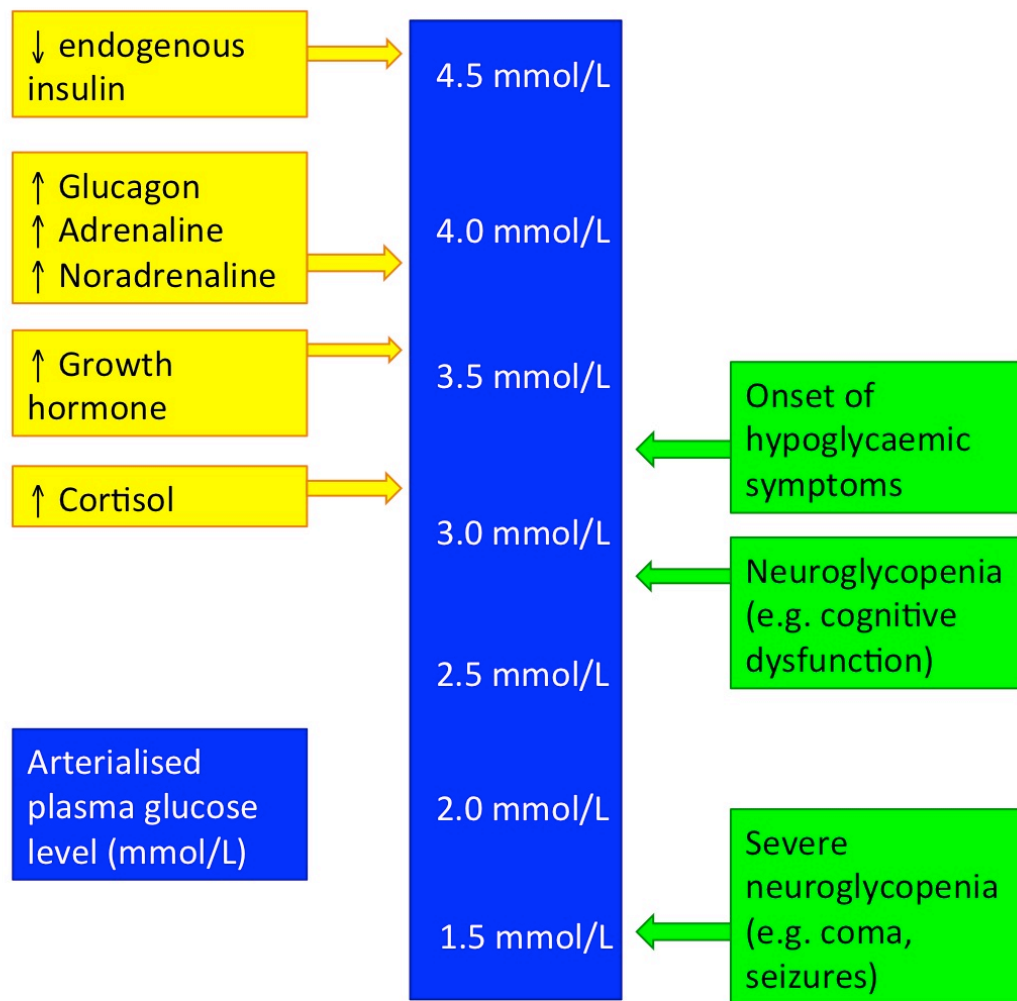 ↓ endogenous
insulin
↑ Glucagon
↑ Adrenaline
↑ Noradrenaline
↑ Growth
hormone
↑ Cortisol
Arterialised
plasma glucose
level (mmol/L)
4.5 mmol/L
4.0 mmol/L
3.5 mmol/L
3.0 mmol/L
2.5 mmol/L
2.0 mmol/L
1.5 mmol/L
Onset of
hypoglycaemic
symptoms
Neuroglycopenia
(e.g. cognitive
dysfunction)
Severe
neuroglycopenia
(e.g. coma,
seizures)